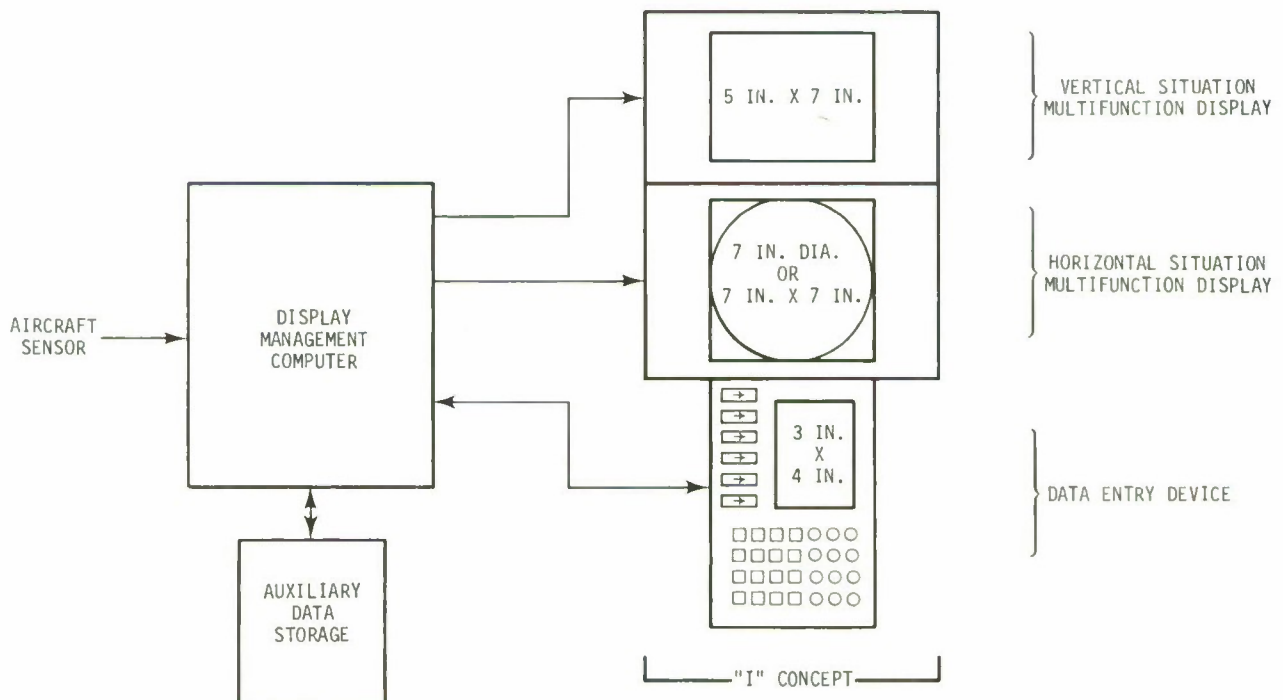 5 IN. X 7 IN.
VERTICAL SITUATION
MULTIFUNCTION DISPLAY
7 IN. DIA.
OR
7 IN. X 7 IN.
HORIZONTAL SITUATION
MULTIFUNCTION DISPLAY
AIRCRAFT
SENSOR
DISPLAY
MANAGEMENT
COMPUTER
3 IN.
X
4 IN.
DATA ENTRY DEVICE
AUXILIARY
DATA
STORAGE
"I" CONCEPT